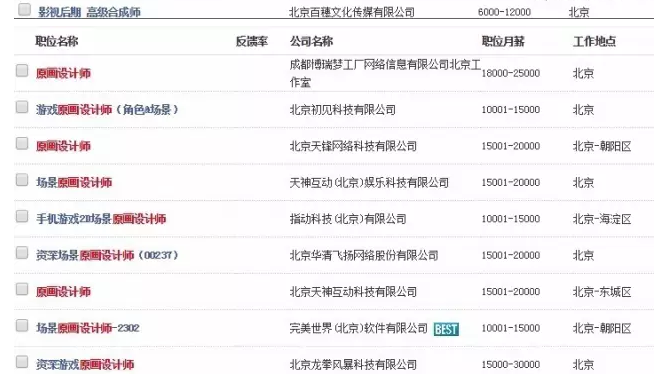 影视后期 高级合成师 北京百穗文化传媒有限公司 6000-12000 北京
职位名称 反馈率 公司名称 职位月薪 工作地点
原画设计师 成都博瑞梦工厂网络信息有限公司北京工作室 18000-25000 北京
游戏原画设计师（角色&场景） 北京初见科技有限公司 10001-15000 北京
原画设计师 北京天锋网络科技有限公司 15001-20000 北京-朝阳区
场景原画设计师 天神互动(北京)娱乐科技有限公司 15001-20000 北京
手机游戏2D场景原画设计师 指动科技(北京)有限公司 10001-15000 北京-海淀区
资深场景原画设计师（00237） 北京华清飞扬网络股份有限公司 15001-20000 北京
原画设计师 北京天神互动科技有限公司 15001-20000 北京-东城区
场景原画设计师-2302 完美世界(北京)软件有限公司 BEST 10001-15000 北京-朝阳区
资深游戏原画设计师 北京龙拳风暴科技有限公司 15000-30000 北京